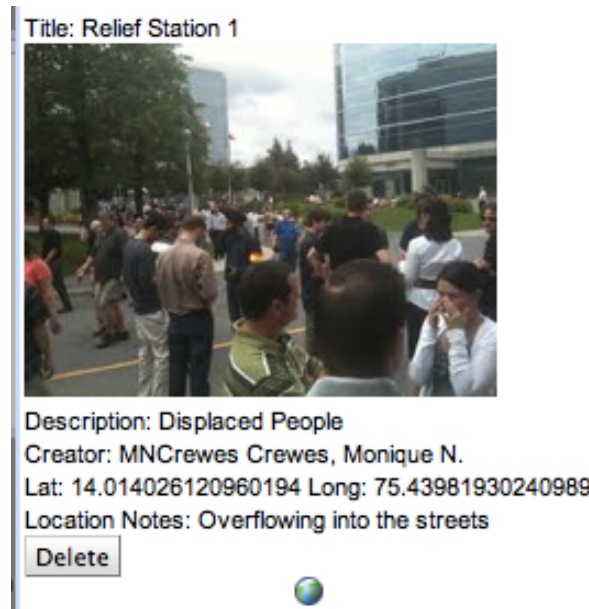 Title: Relief Station 1
Description: Displaced People
Creator: MNCrewes Crewes, Monique N.
Lat: 14.014026120960194 Long: 75.43981930240989
Location Notes: Overflowing into the streets
Delete